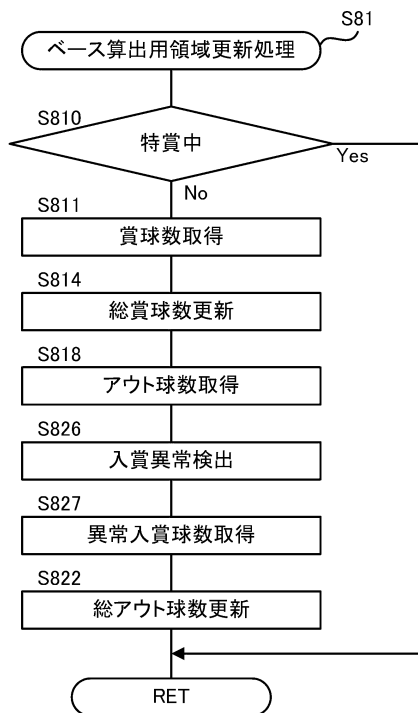 S81
ベース算出用領域更新処理
S810
特賞中
Yes
No
S811
賞球数取得
S814
総賞球数更新
S818
アウト球数取得
S826
入賞異常検出
S827
異常入賞球数取得
S822
総アウト球数更新
RET